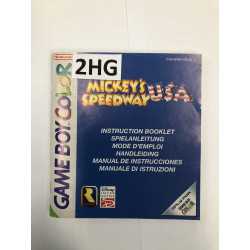 2HG
MICKEY'S
SPEEDWAY USA
GAME BOY COLOR
INSTRUCTION BOOKLET
SPIELANLEITUNG
MODE D'EMPLOI
HANDLEIDING
MANUAL DE INSTRUCCIONES
MANUALE DI ISTRUZIONI